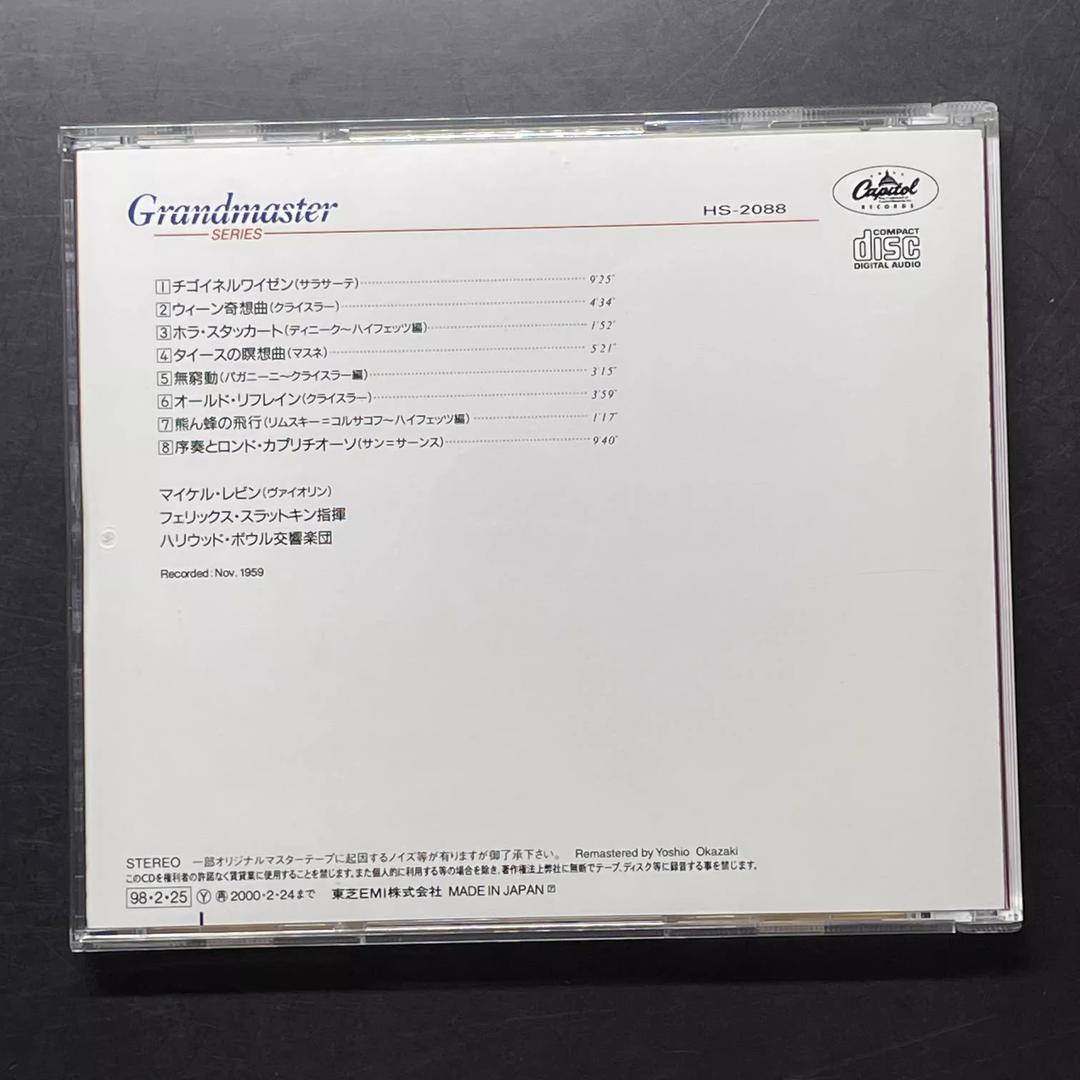 Grandmaster
SERIES
HS-2088
Capitol
RECORDS
COMPACT
disc
DIGITAL AUDIO
1 チゴイネルワイゼン(サラサーテ) 9'25"
2 ウィーン奇想曲(クライスラー) 4'34"
3 ホラ・スタッカート(ディニーク〜ハイフェッツ編) 1'52"
4 タイースの瞑想曲(マスネ) 5'21"
5 無窮動(パガニーニ〜クライスラー編) 3'15"
6 オールド・リフレイン(クライスラー) 3'59"
7 熊ん蜂の飛行(リムスキー=コルサコフ〜ハイフェッツ編) 1'17"
8 序奏とロンド・カプリチオーソ(サン=サーンス) 9'40"
マイケル・レビン(ヴァイオリン)
フェリックス・スラットキン指揮
ハリウッド・ボウル交響楽団
Recorded: Nov. 1959
STEREO 一部オリジナルマスターテープに起因するノイズ等が有りますが御了承下さい。 Remastered by Yoshio Okazaki
このCDを権利者の許諾なく賃貸業に使用することを禁じます。また個人的に利用する等の場合を除き、著作権法上弊社に無断でテープ、ディスク等に録音する事を禁じます。
98・2・25 Ⓨ ㊢ 2000・2・24まで 東芝EMI株式会社 MADE IN JAPAN